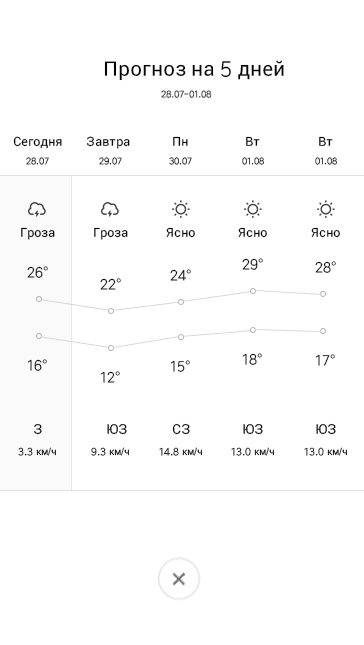 Прогноз на 5 дней
28.07-01.08
Сегодня Завтра Пн Вт Вт
28.07 29.07 30.07 01.08 01.08
Гроза Гроза Ясно Ясно Ясно
26° 22° 24° 29° 28°
16° 12° 15° 18° 17°
З ЮЗ СЗ ЮЗ ЮЗ
3.3 км/ч 9.3 км/ч 14.8 км/ч 13.0 км/ч 13.0 км/ч